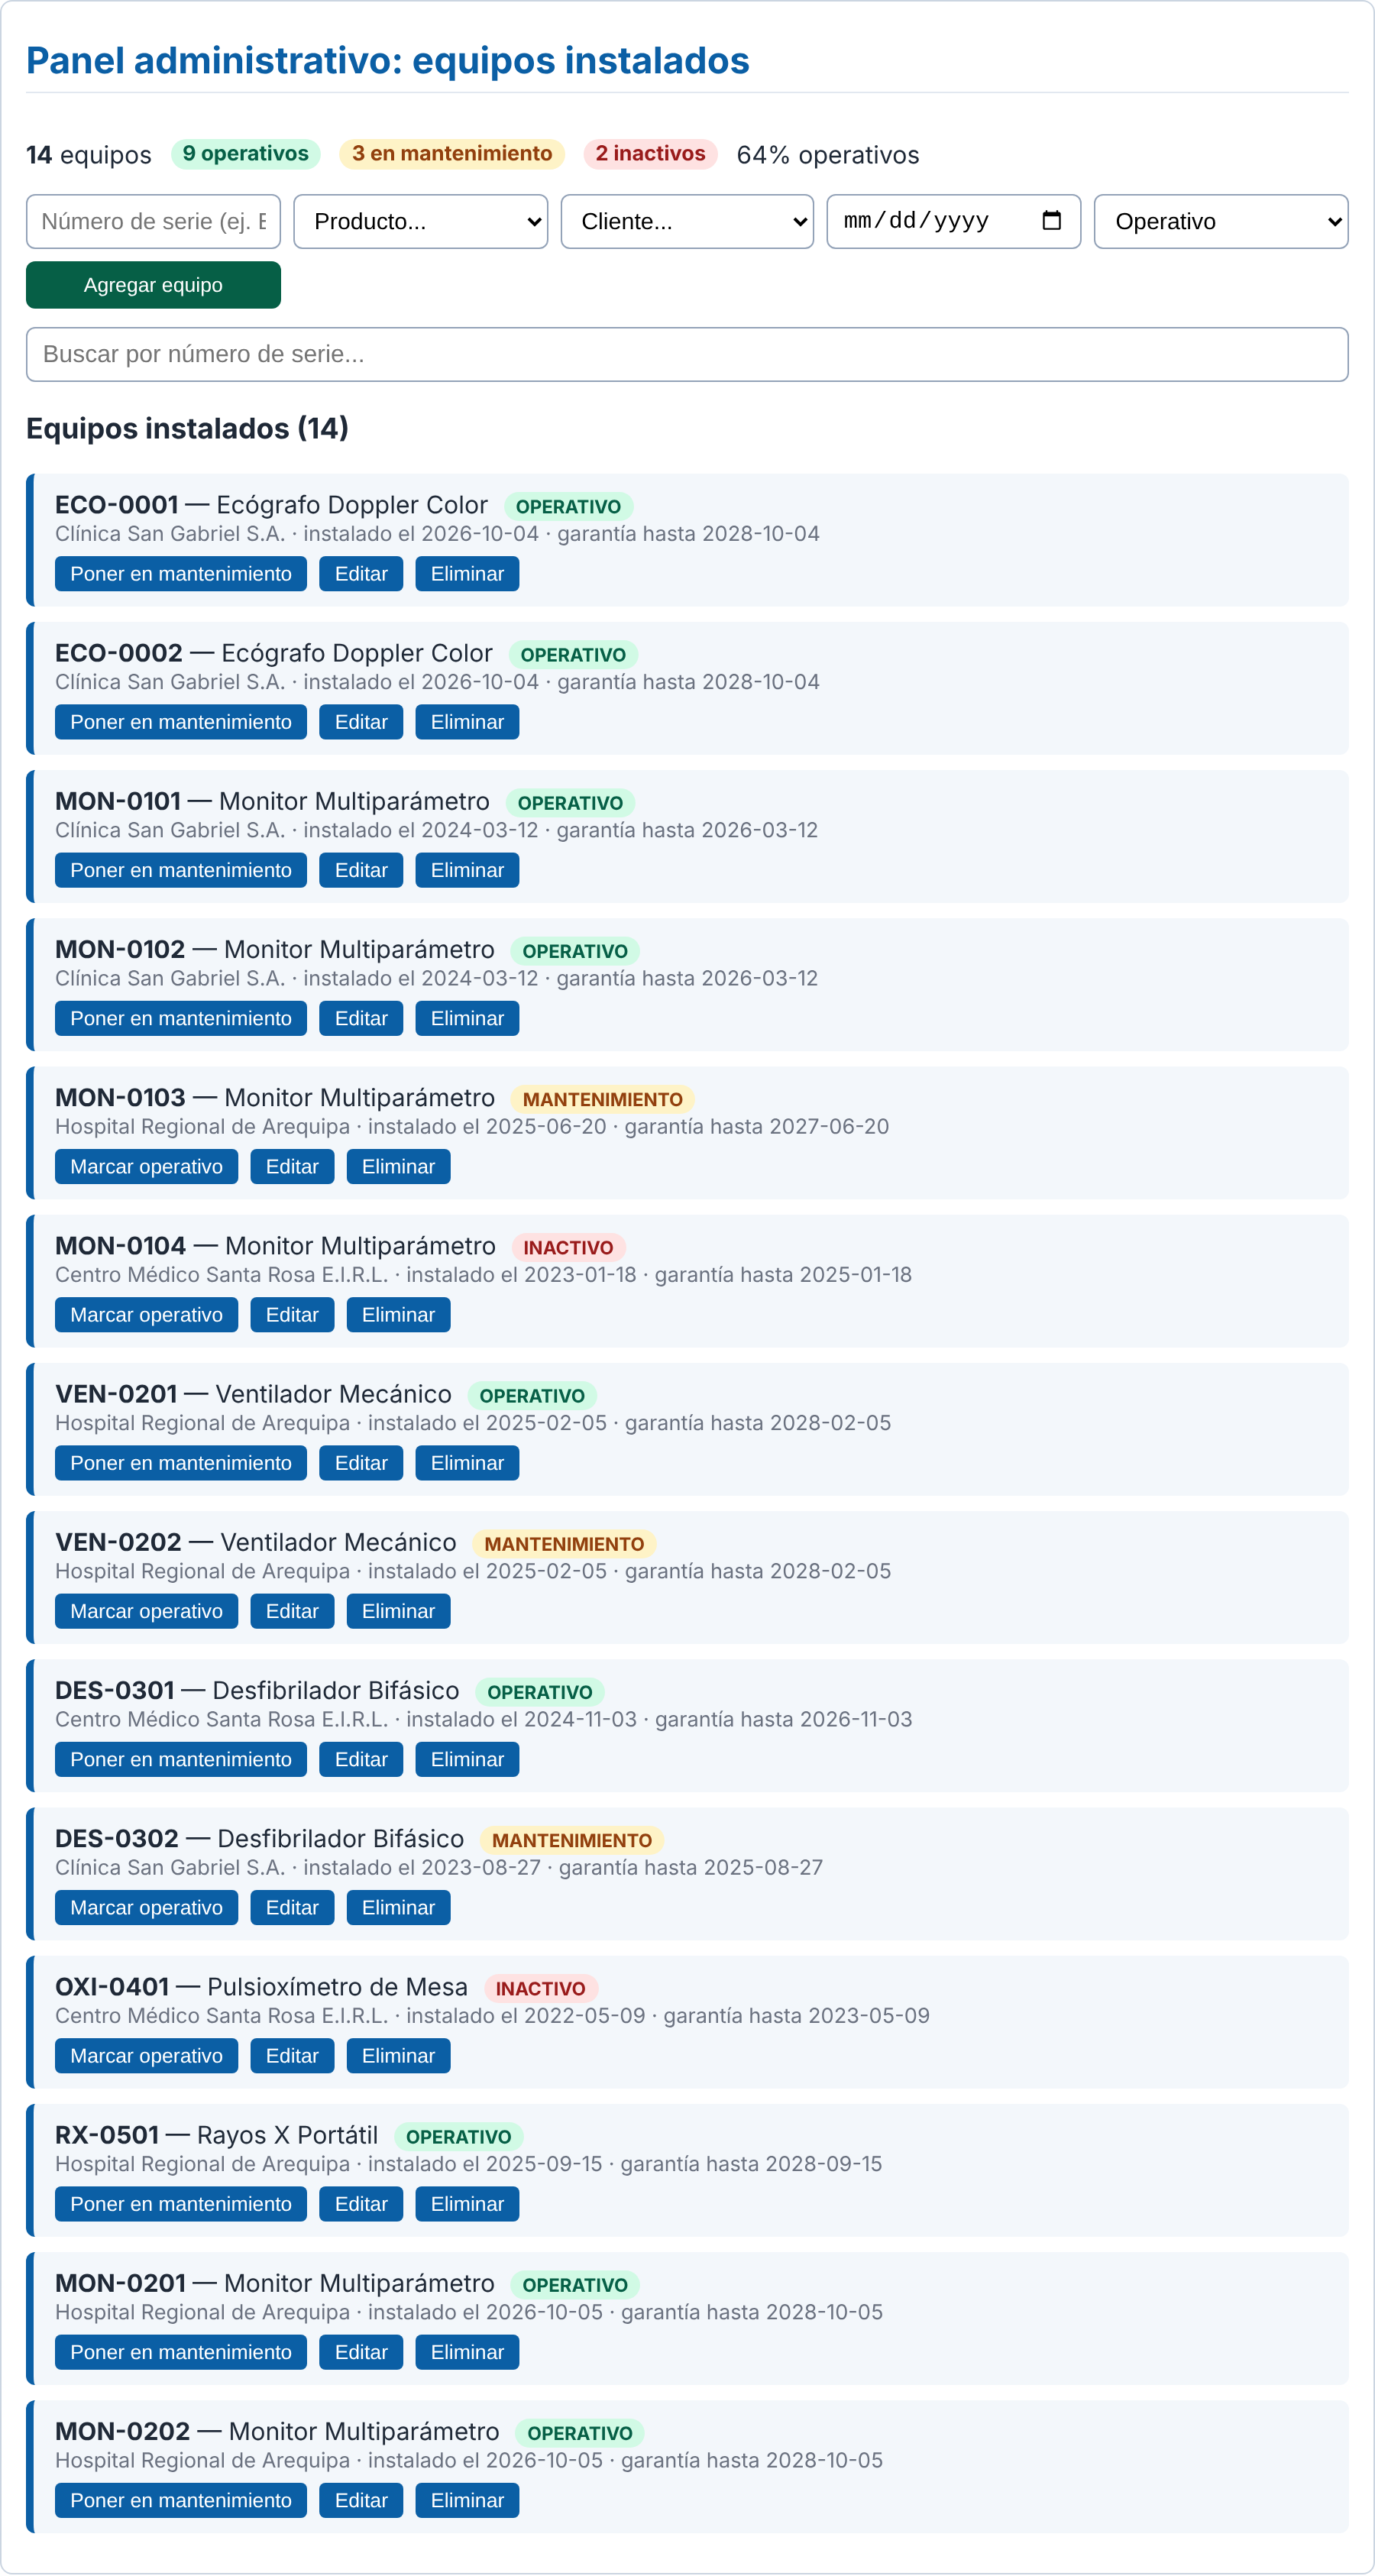 Panel administrativo: equipos instalados
14 equipos 9 operativos 3 en mantenimiento 2 inactivos 64% operativos
Número de serie (ej. E Producto... Cliente... mm/dd/yyyy Operativo
Agregar equipo
Buscar por número de serie...
Equipos instalados (14)
ECO-0001 — Ecógrafo Doppler Color OPERATIVO
Clínica San Gabriel S.A. · instalado el 2026-10-04 · garantía hasta 2028-10-04
Poner en mantenimiento Editar Eliminar
ECO-0002 — Ecógrafo Doppler Color OPERATIVO
Clínica San Gabriel S.A. · instalado el 2026-10-04 · garantía hasta 2028-10-04
Poner en mantenimiento Editar Eliminar
MON-0101 — Monitor Multiparámetro OPERATIVO
Clínica San Gabriel S.A. · instalado el 2024-03-12 · garantía hasta 2026-03-12
Poner en mantenimiento Editar Eliminar
MON-0102 — Monitor Multiparámetro OPERATIVO
Clínica San Gabriel S.A. · instalado el 2024-03-12 · garantía hasta 2026-03-12
Poner en mantenimiento Editar Eliminar
MON-0103 — Monitor Multiparámetro MANTENIMIENTO
Hospital Regional de Arequipa · instalado el 2025-06-20 · garantía hasta 2027-06-20
Marcar operativo Editar Eliminar
MON-0104 — Monitor Multiparámetro INACTIVO
Centro Médico Santa Rosa E.I.R.L. · instalado el 2023-01-18 · garantía hasta 2025-01-18
Marcar operativo Editar Eliminar
VEN-0201 — Ventilador Mecánico OPERATIVO
Hospital Regional de Arequipa · instalado el 2025-02-05 · garantía hasta 2028-02-05
Poner en mantenimiento Editar Eliminar
VEN-0202 — Ventilador Mecánico MANTENIMIENTO
Hospital Regional de Arequipa · instalado el 2025-02-05 · garantía hasta 2028-02-05
Marcar operativo Editar Eliminar
DES-0301 — Desfibrilador Bifásico OPERATIVO
Centro Médico Santa Rosa E.I.R.L. · instalado el 2024-11-03 · garantía hasta 2026-11-03
Poner en mantenimiento Editar Eliminar
DES-0302 — Desfibrilador Bifásico MANTENIMIENTO
Clínica San Gabriel S.A. · instalado el 2023-08-27 · garantía hasta 2025-08-27
Marcar operativo Editar Eliminar
OXI-0401 — Pulsioxímetro de Mesa INACTIVO
Centro Médico Santa Rosa E.I.R.L. · instalado el 2022-05-09 · garantía hasta 2023-05-09
Marcar operativo Editar Eliminar
RX-0501 — Rayos X Portátil OPERATIVO
Hospital Regional de Arequipa · instalado el 2025-09-15 · garantía hasta 2028-09-15
Poner en mantenimiento Editar Eliminar
MON-0201 — Monitor Multiparámetro OPERATIVO
Hospital Regional de Arequipa · instalado el 2026-10-05 · garantía hasta 2028-10-05
Poner en mantenimiento Editar Eliminar
MON-0202 — Monitor Multiparámetro OPERATIVO
Hospital Regional de Arequipa · instalado el 2026-10-05 · garantía hasta 2028-10-05
Poner en mantenimiento Editar Eliminar